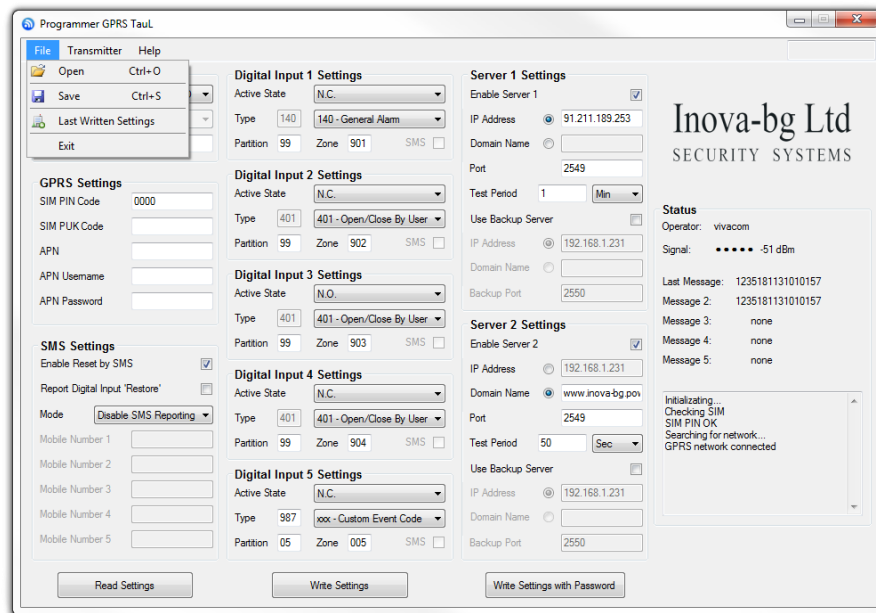 Programmer GPRS TauL
File Transmitter Help
Open Ctrl+O
Save Ctrl+S
Last Written Settings
Exit
GPRS Settings
SIM PIN Code 0000
SIM PUK Code
APN
APN Username
APN Password
SMS Settings
Enable Reset by SMS
Report Digital Input 'Restore'
Mode Disable SMS Reporting
Mobile Number 1
Mobile Number 2
Mobile Number 3
Mobile Number 4
Mobile Number 5
Read Settings
Digital Input 1 Settings
Active State N.C.
Type 140 140 - General Alarm
Partition 99 Zone 901 SMS
Digital Input 2 Settings
Active State N.C.
Type 401 401 - Open/Close By User
Partition 99 Zone 902 SMS
Digital Input 3 Settings
Active State N.O.
Type 401 401 - Open/Close By User
Partition 99 Zone 903 SMS
Digital Input 4 Settings
Active State N.C.
Type 401 401 - Open/Close By User
Partition 99 Zone 904 SMS
Digital Input 5 Settings
Active State N.C.
Type 987 xxx - Custom Event Code
Partition 05 Zone 005 SMS
Write Settings
Server 1 Settings
Enable Server 1
IP Address 91.211.189.253
Domain Name
Port 2549
Test Period 1 Min
Use Backup Server
IP Address 192.168.1.231
Domain Name
Backup Port 2550
Server 2 Settings
Enable Server 2
IP Address 192.168.1.231
Domain Name www.inova-bg.pow
Port 2549
Test Period 50 Sec
Use Backup Server
IP Address 192.168.1.231
Domain Name
Backup Port 2550
Write Settings with Password
Inova-bg Ltd
SECURITY SYSTEMS
Status
Operator: vivacom
Signal: ••••• -51 dBm
Last Message: 1235181131010157
Message 2: 1235181131010157
Message 3: none
Message 4: none
Message 5: none
Initializating...
Checking SIM
SIM PIN OK
Searching for network...
GPRS network connected